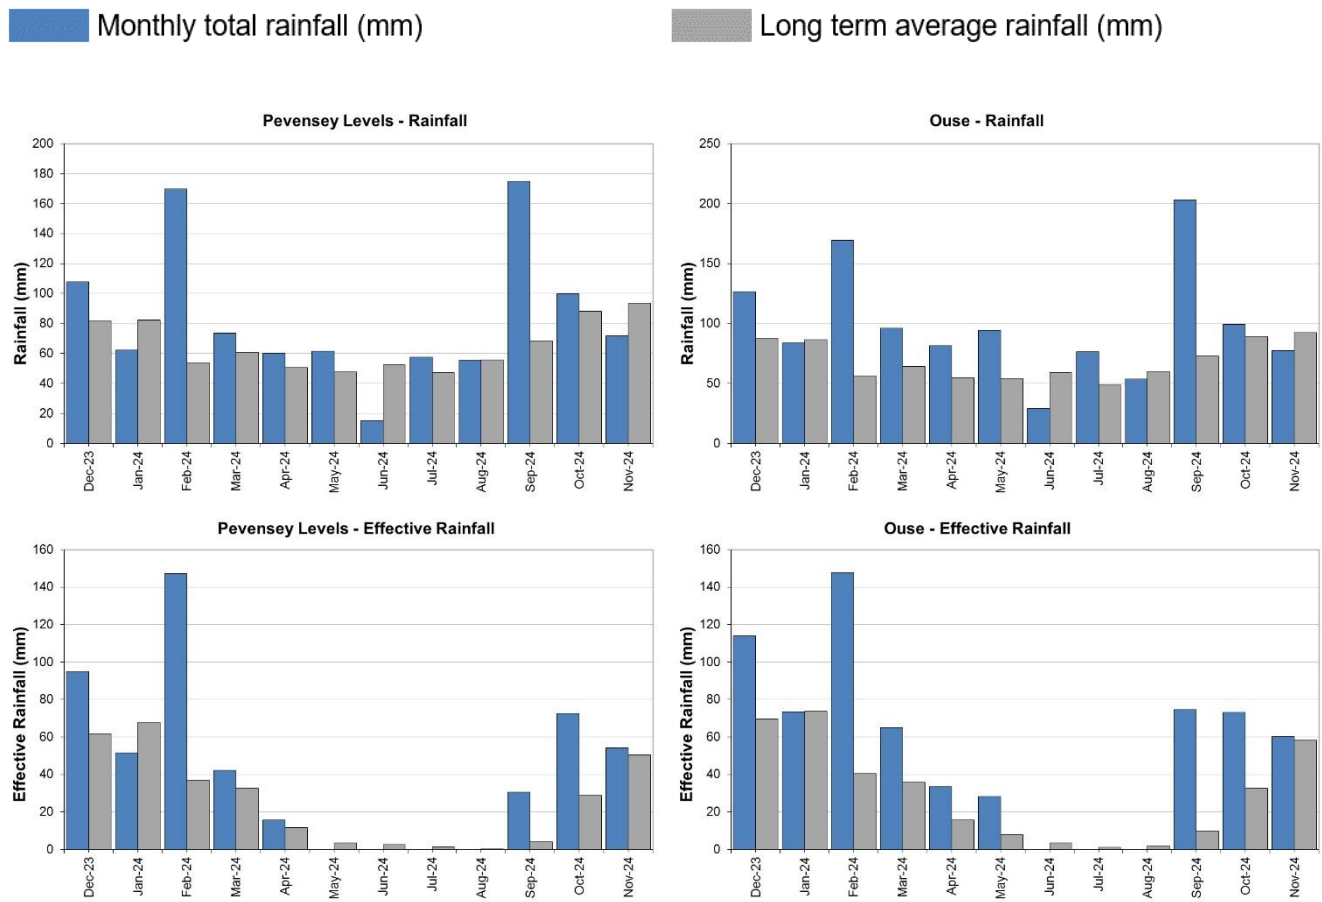 Monthly total rainfall (mm)
Long term average rainfall (mm)
Pevensey Levels - Rainfall
Rainfall (mm)
200
180
160
140
120
100
80
60
40
20
0
Dec-23
Jan-24
Feb-24
Mar-24
Apr-24
May-24
Jun-24
Jul-24
Aug-24
Sep-24
Oct-24
Nov-24
Ouse - Rainfall
Rainfall (mm)
250
200
150
100
50
0
Dec-23
Jan-24
Feb-24
Mar-24
Apr-24
May-24
Jun-24
Jul-24
Aug-24
Sep-24
Oct-24
Nov-24
Pevensey Levels - Effective Rainfall
Effective Rainfall (mm)
160
140
120
100
80
60
40
20
0
Dec-23
Jan-24
Feb-24
Mar-24
Apr-24
May-24
Jun-24
Jul-24
Aug-24
Sep-24
Oct-24
Nov-24
Ouse - Effective Rainfall
Effective Rainfall (mm)
160
140
120
100
80
60
40
20
0
Dec-23
Jan-24
Feb-24
Mar-24
Apr-24
May-24
Jun-24
Jul-24
Aug-24
Sep-24
Oct-24
Nov-24